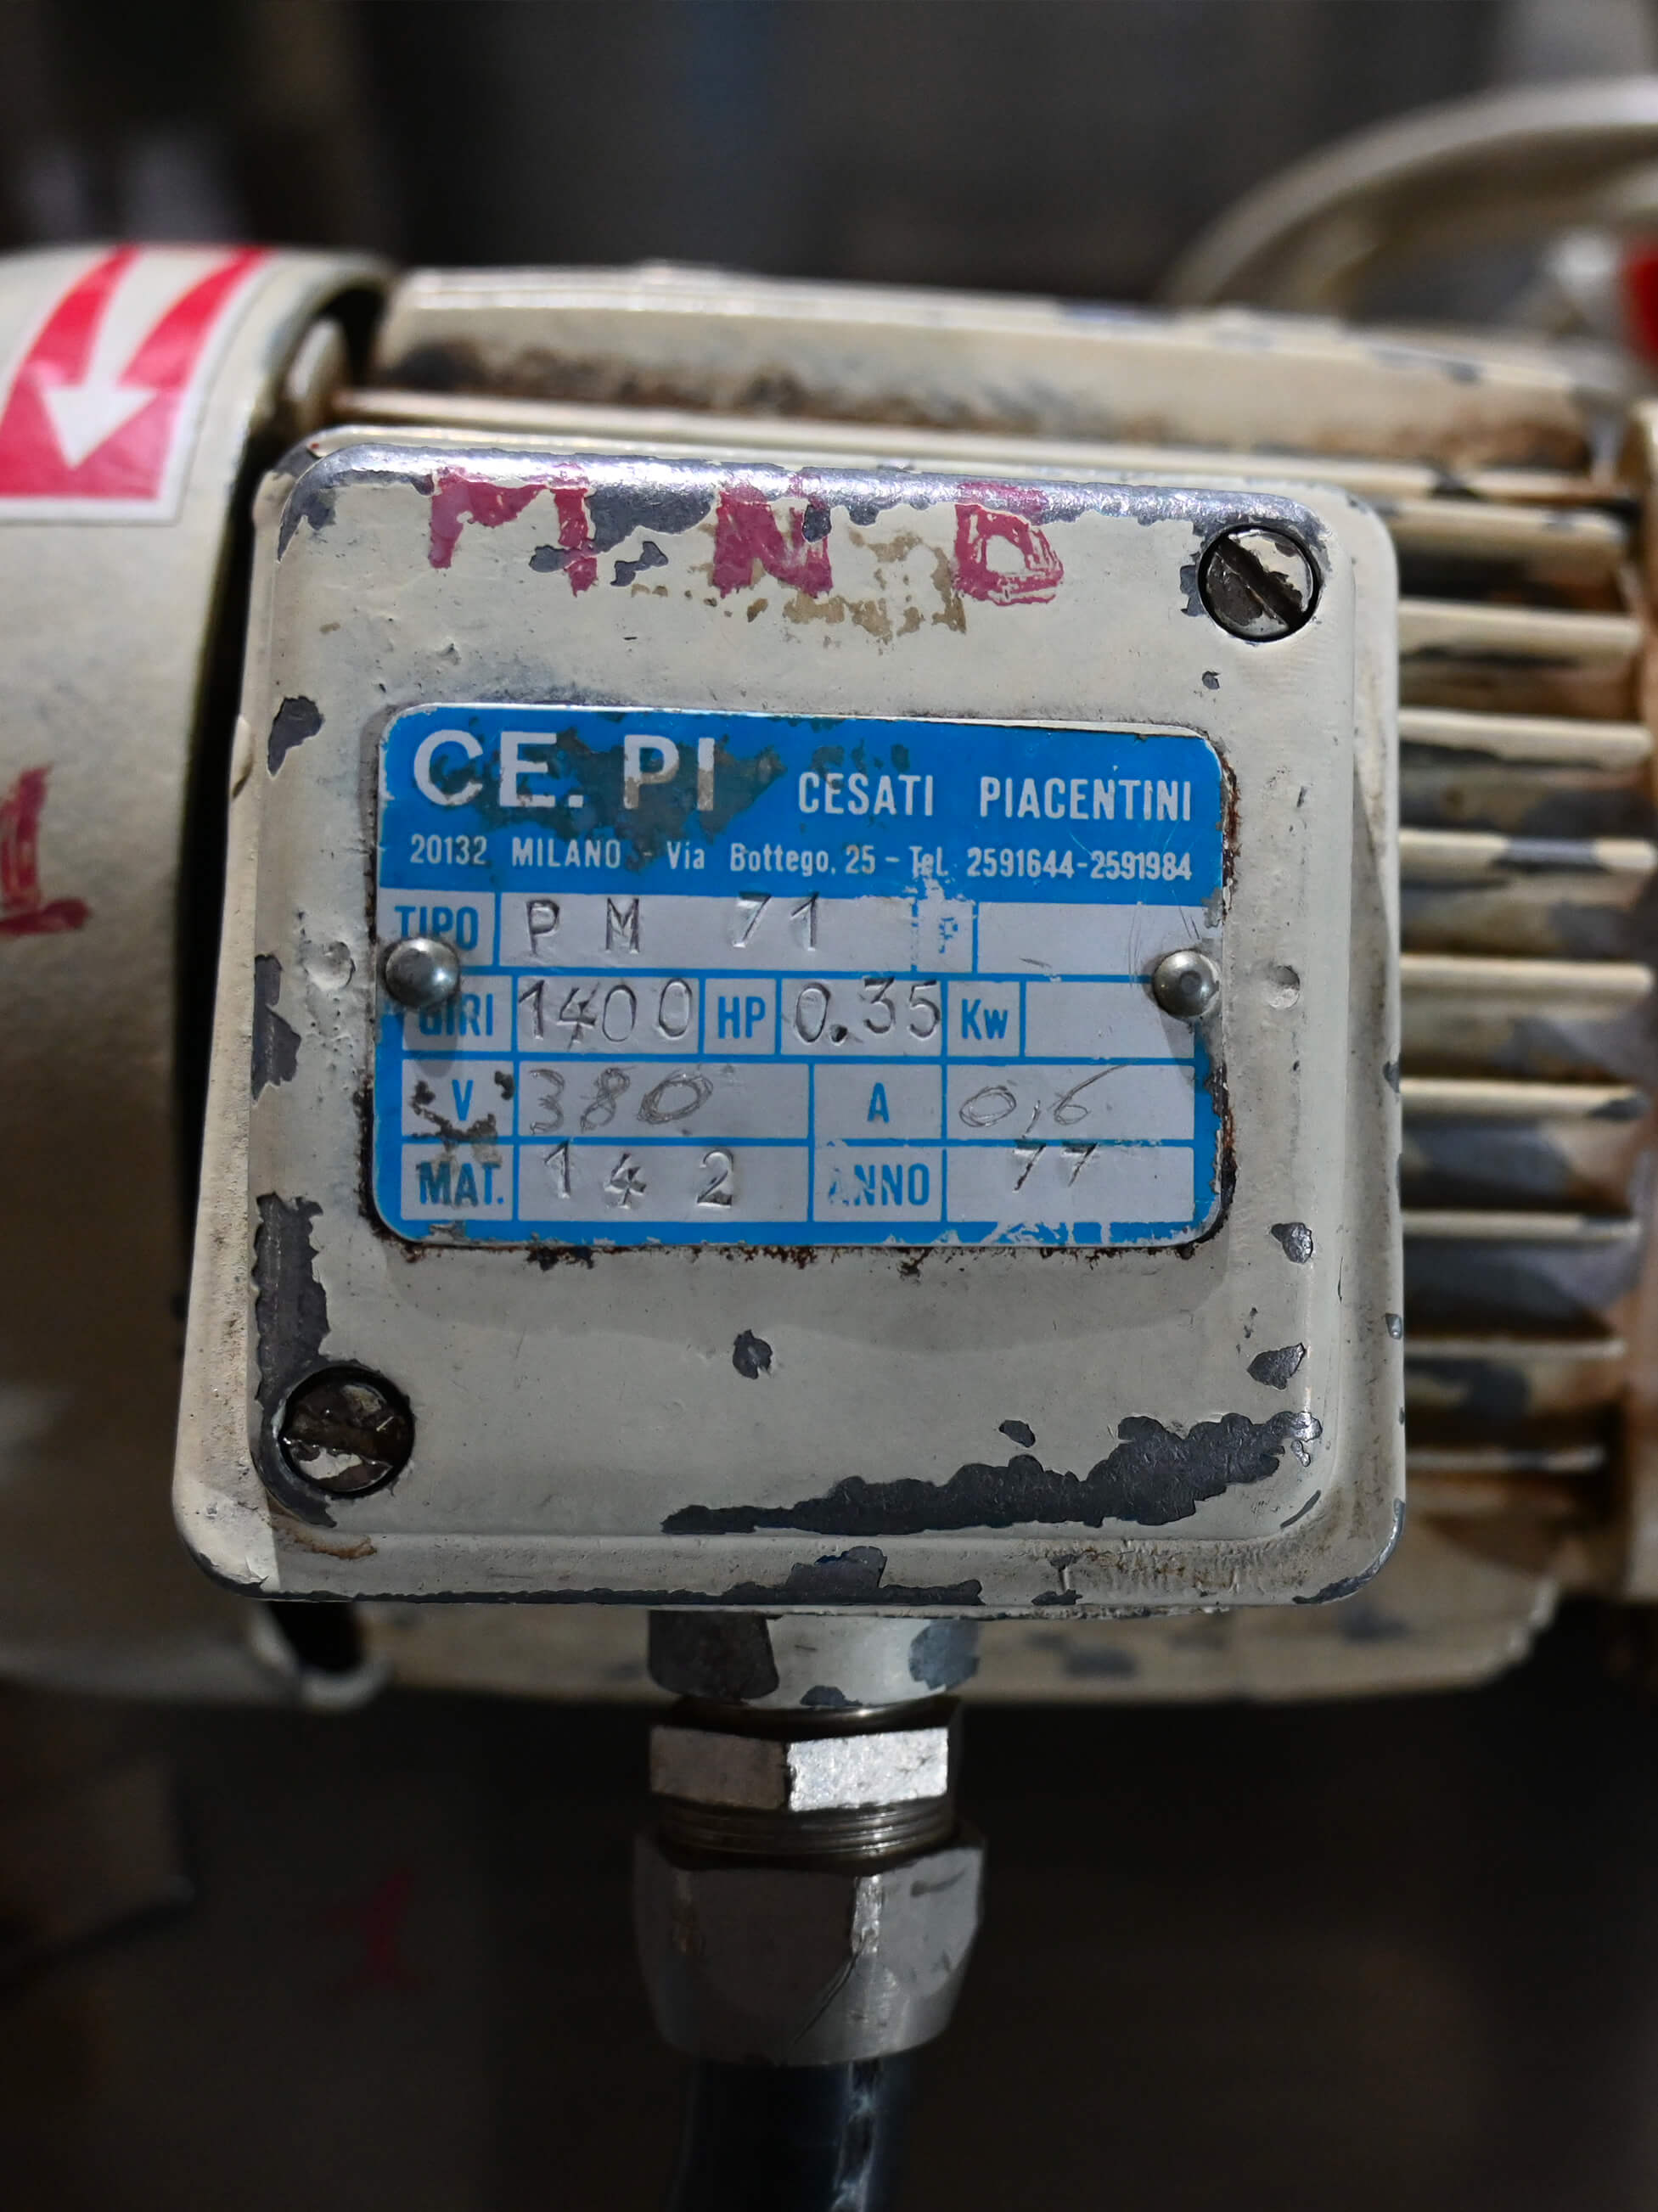 M N B
CE. PI CESATI PIACENTINI
20132 MILANO - Via Bottego, 25 - Tel. 2591644-2591984
TIPO PM 71 P
GIRI 1400 HP 0.35 Kw
V 380 A 0,6
MAT. 142 ANNO 77
1